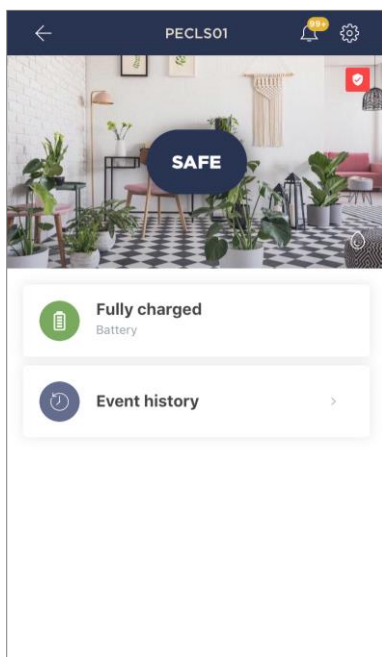 PECLS01
99+
SAFE
Fully charged
Battery
Event history